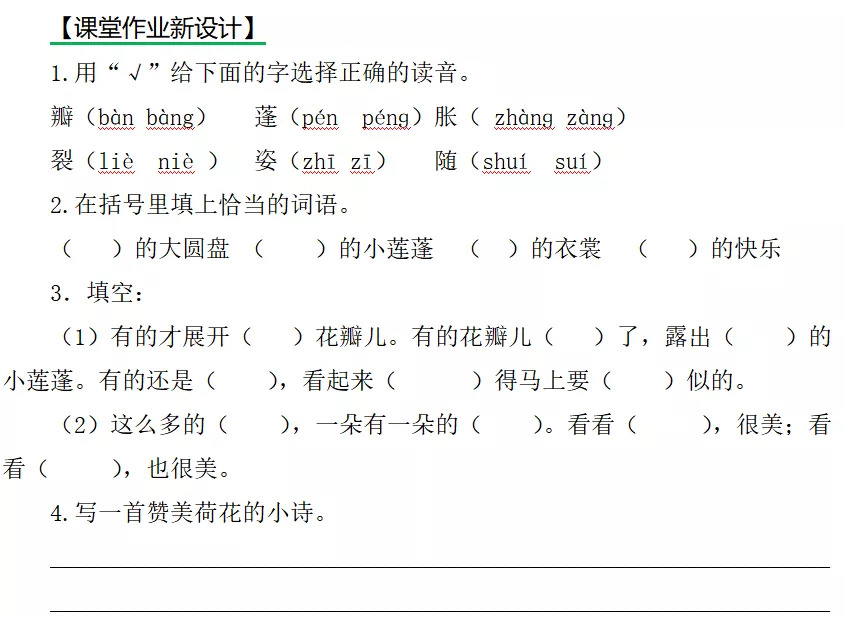 【课堂作业新设计】
1.用“√”给下面的字选择正确的读音。
瓣（bàn bàng） 蓬（pén péng）胀（ zhàng zàng）
裂（liè niè ） 姿（zhī zī） 随（shuí suí）
2.在括号里填上恰当的词语。
（ ）的大圆盘 （ ）的小莲蓬 （ ）的衣裳 （ ）的快乐
3．填空：
（1）有的才展开（ ）花瓣儿。有的花瓣儿（ ）了，露出（ ）的
小莲蓬。有的还是（ ），看起来（ ）得马上要（ ）似的。
（2）这么多的（ ），一朵有一朵的（ ）。看看（ ），很美；看
看（ ），也很美。
4.写一首赞美荷花的小诗。